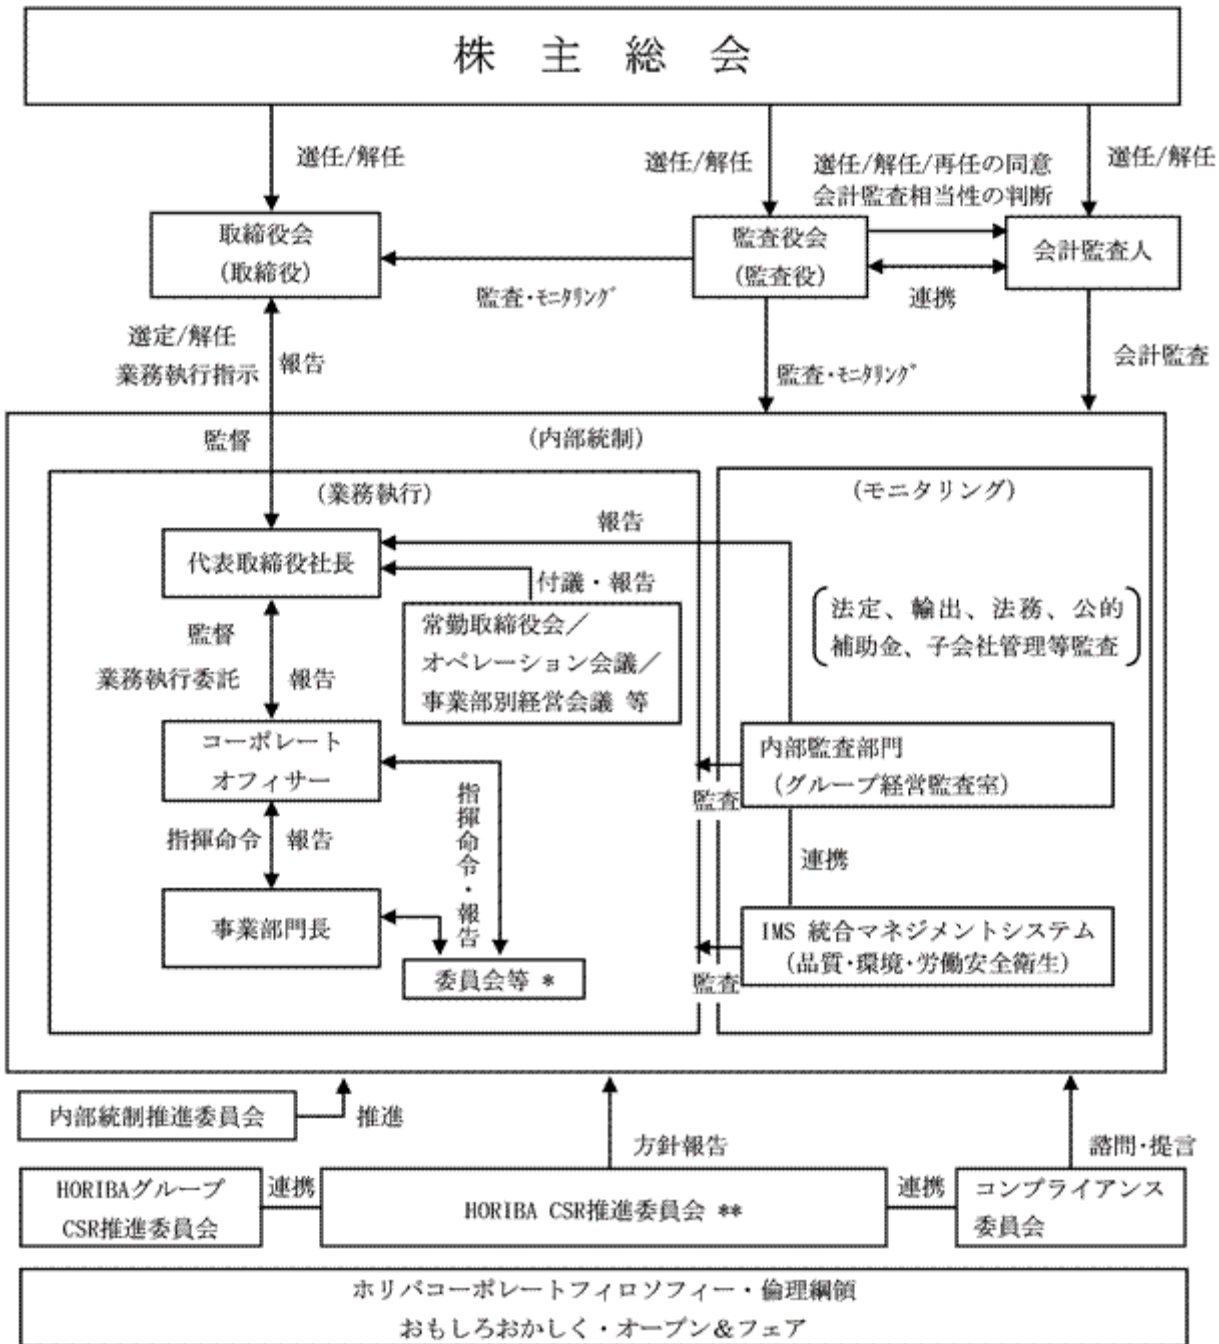 株 主 総 会
選任/解任
選任/解任
選任/解任/再任の同意
会計監査相当性の判断
選任/解任
取締役会
(取締役)
監査役会
(監査役)
会計監査人
監査・ﾓﾆﾀﾘﾝｸﾞ
連携
選定/解任
業務執行指示
報告
監査・ﾓﾆﾀﾘﾝｸﾞ
会計監査
監督
(内部統制)
(業務執行)
(モニタリング)
報告
代表取締役社長
付議・報告
常勤取締役会／
オペレーション会議／
事業部別経営会議 等
法定、輸出、法務、公的
補助金、子会社管理等監査
監督
業務執行委託
報告
コーポレート
オフィサー
内部監査部門
(グループ経営監査室)
監査
指揮命令・報告
指揮命令
報告
連携
事業部門長
IMS 統合マネジメントシステム
(品質・環境・労働安全衛生)
監査
委員会等 *
内部統制推進委員会
推進
方針報告
諮問・提言
HORIBAグループ
CSR推進委員会
連携
HORIBA CSR推進委員会 **
連携
コンプライアンス
委員会
ホリバコーポレートフィロソフィー・倫理綱領
おもしろおかしく・オープン＆フェア